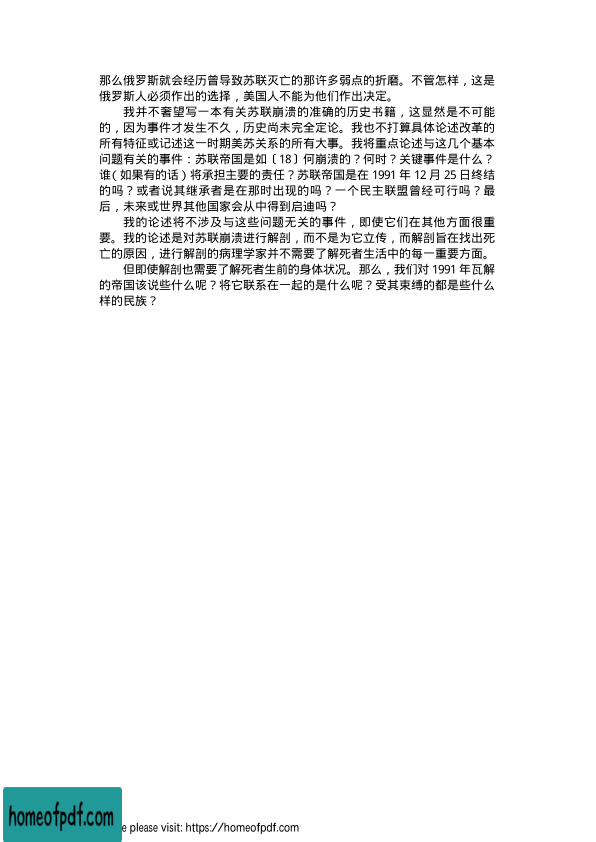 那么俄罗斯就会经历曾导致苏联灭亡的那许多弱点的折磨。不管怎样，这是
俄罗斯人必须作出的选择，美国人不能为他们作出决定。
我并不奢望写一本有关苏联崩溃的准确的历史书籍，这显然是不可能
的，因为事件才发生不久，历史尚未完全定论。我也不打算具体论述改革的
所有特征或记述这一时期美苏关系的所有大事。我将重点论述与这几个基本
问题有关的事件：苏联帝国是如〔18〕何崩溃的？何时？关键事件是什么？
谁（如果有的话）将承担主要的责任？苏联帝国是在 1991 年 12 月 25 日终结
的吗？或者说其继承者是在那时出现的吗？一个民主联盟曾经可行吗？最
后，未来或世界其他国家会从中得到启迪吗？
我的论述将不涉及与这些问题无关的事件，即使它们在其他方面很重
要。我的论述是对苏联崩溃进行解剖，而不是为它立传，而解剖旨在找出死
亡的原因，进行解剖的病理学家并不需要了解死者生活中的每一重要方面。
但即使解剖也需要了解死者生前的身体状况。那么，我们对 1991 年瓦解
的帝国该说些什么呢？将它联系在一起的是什么呢？受其束缚的都是些什么
样的民族？
homeofpdf.com
e please visit: https://homeofpdf.com